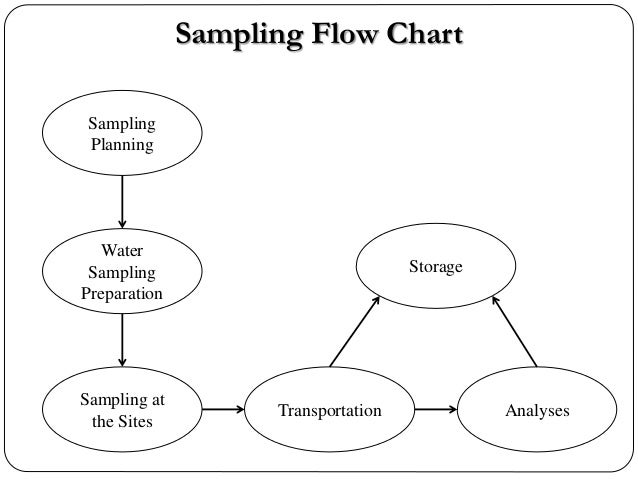 Sampling Flow Chart
Sampling
Planning
Water
Sampling
Preparation
Storage
Sampling at
the Sites
Transportation
Analyses